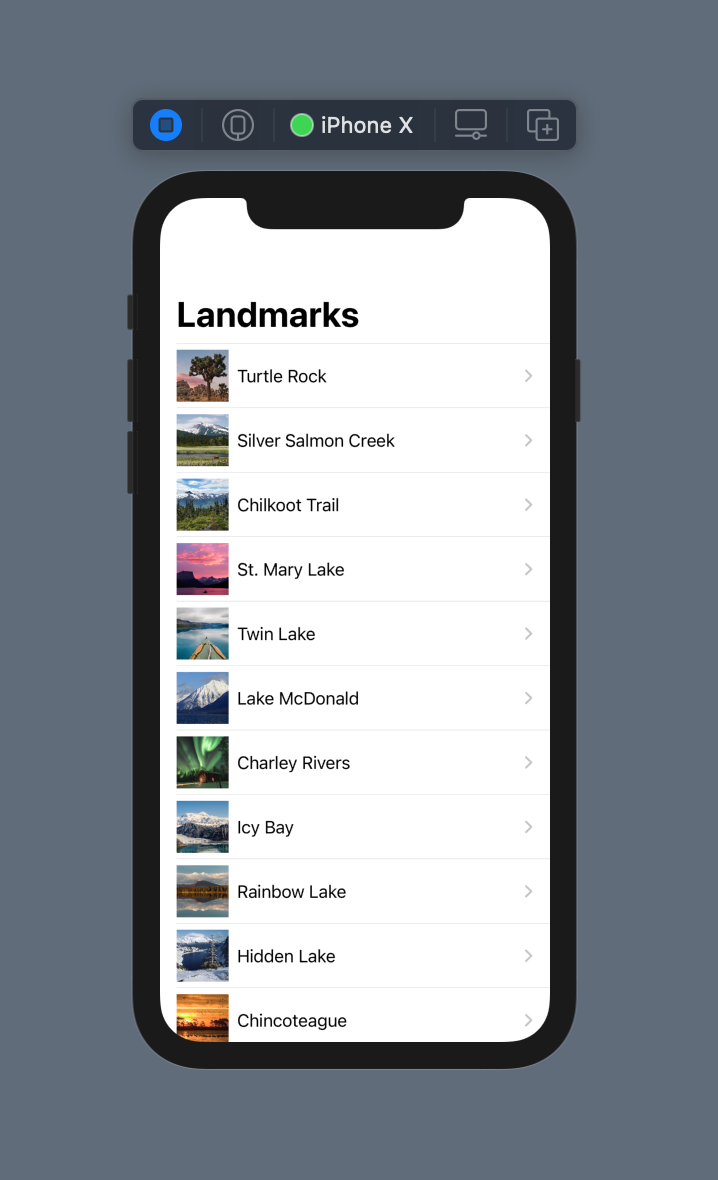 iPhone X
Landmarks
Turtle Rock
Silver Salmon Creek
Chilkoot Trail
St. Mary Lake
Twin Lake
Lake McDonald
Charley Rivers
Icy Bay
Rainbow Lake
Hidden Lake
Chincoteague